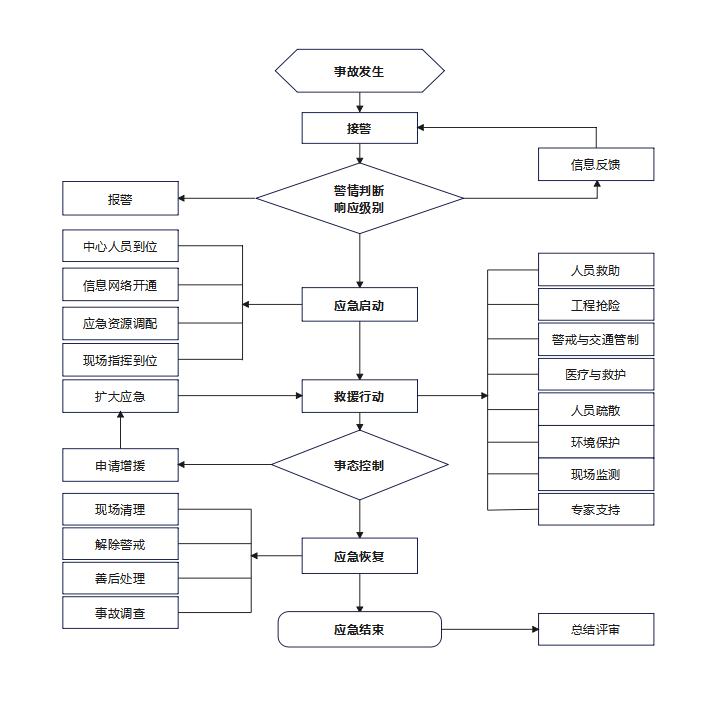 事故发生
接警
信息反馈
警情判断
响应级别
报警
中心人员到位
信息网络开通
应急资源调配
现场指挥到位
应急启动
人员救助
工程抢险
警戒与交通管制
医疗与救护
人员疏散
环境保护
现场监测
专家支持
扩大应急
救援行动
申请增援
事态控制
现场清理
解除警戒
善后处理
事故调查
应急恢复
应急结束
总结评审